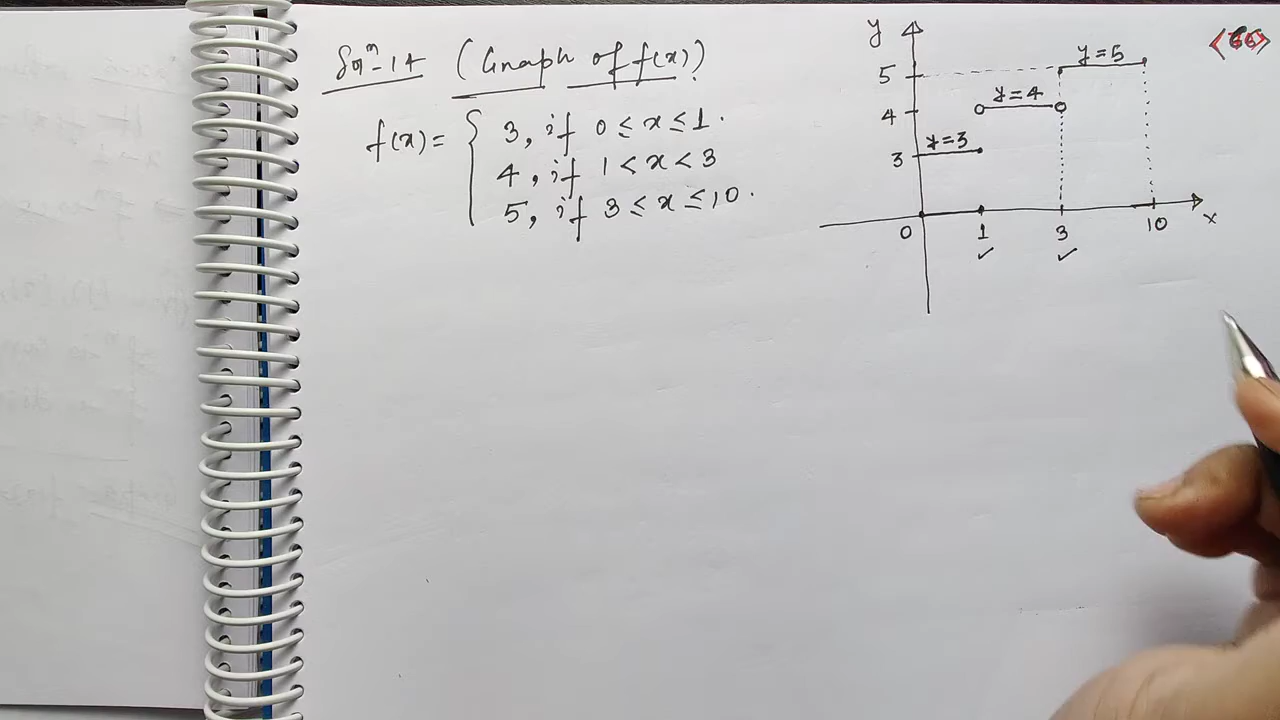 Solⁿ-14 (Graph of f(x))
f(x) = { 3, if 0 ≤ x ≤ 1.
4, if 1 < x < 3
5, if 3 ≤ x ≤ 10.
y
5
4
3
y=5
y=4
y=3
0 1 3 10 x
✓ ✓